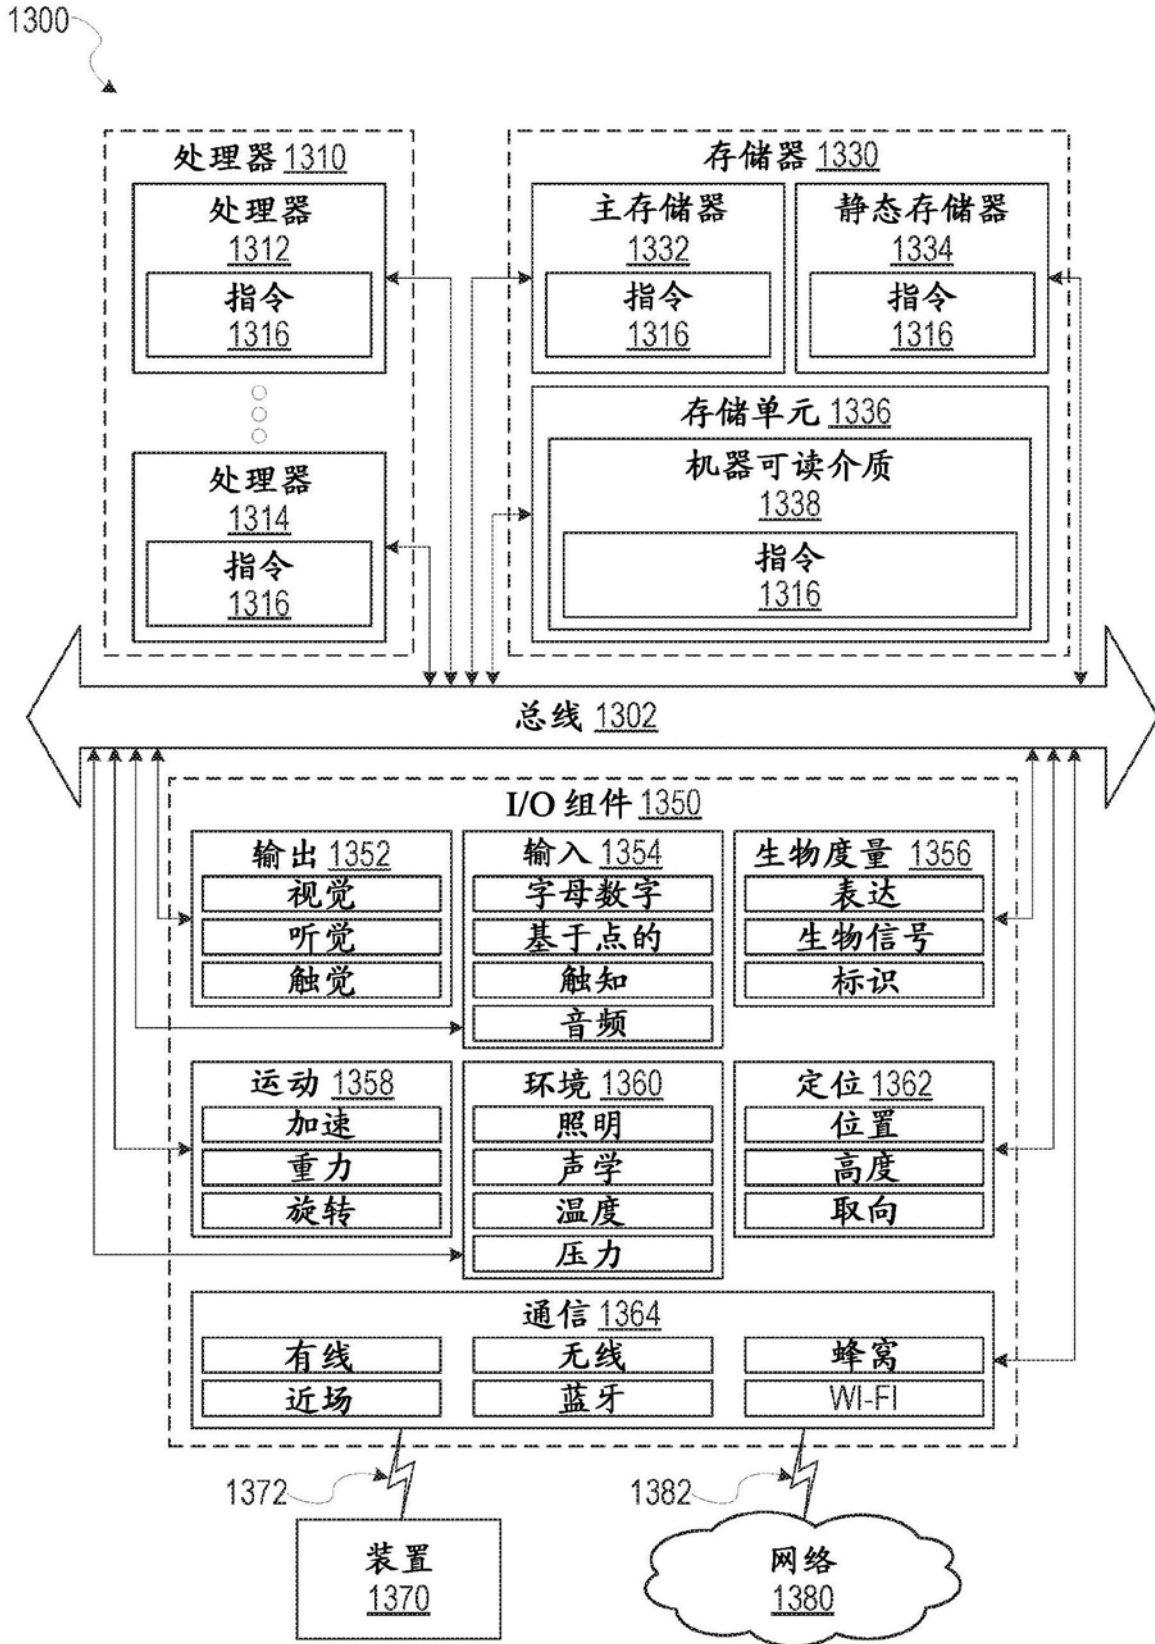 1300
处理器 1310
处理器
1312
指令
1316
处理器
1314
指令
1316
存储器 1330
主存储器
1332
指令
1316
静态存储器
1334
指令
1316
存储单元 1336
机器可读介质
1338
指令
1316
总线 1302
I/O 组件 1350
输出 1352
视觉
听觉
触觉
输入 1354
字母数字
基于点的
触知
音频
生物度量 1356
表达
生物信号
标识
运动 1358
加速
重力
旋转
环境 1360
照明
声学
温度
压力
定位 1362
位置
高度
取向
通信 1364
有线
无线
蜂窝
近场
蓝牙
WI-FI
1372
1382
装置
1370
网络
1380